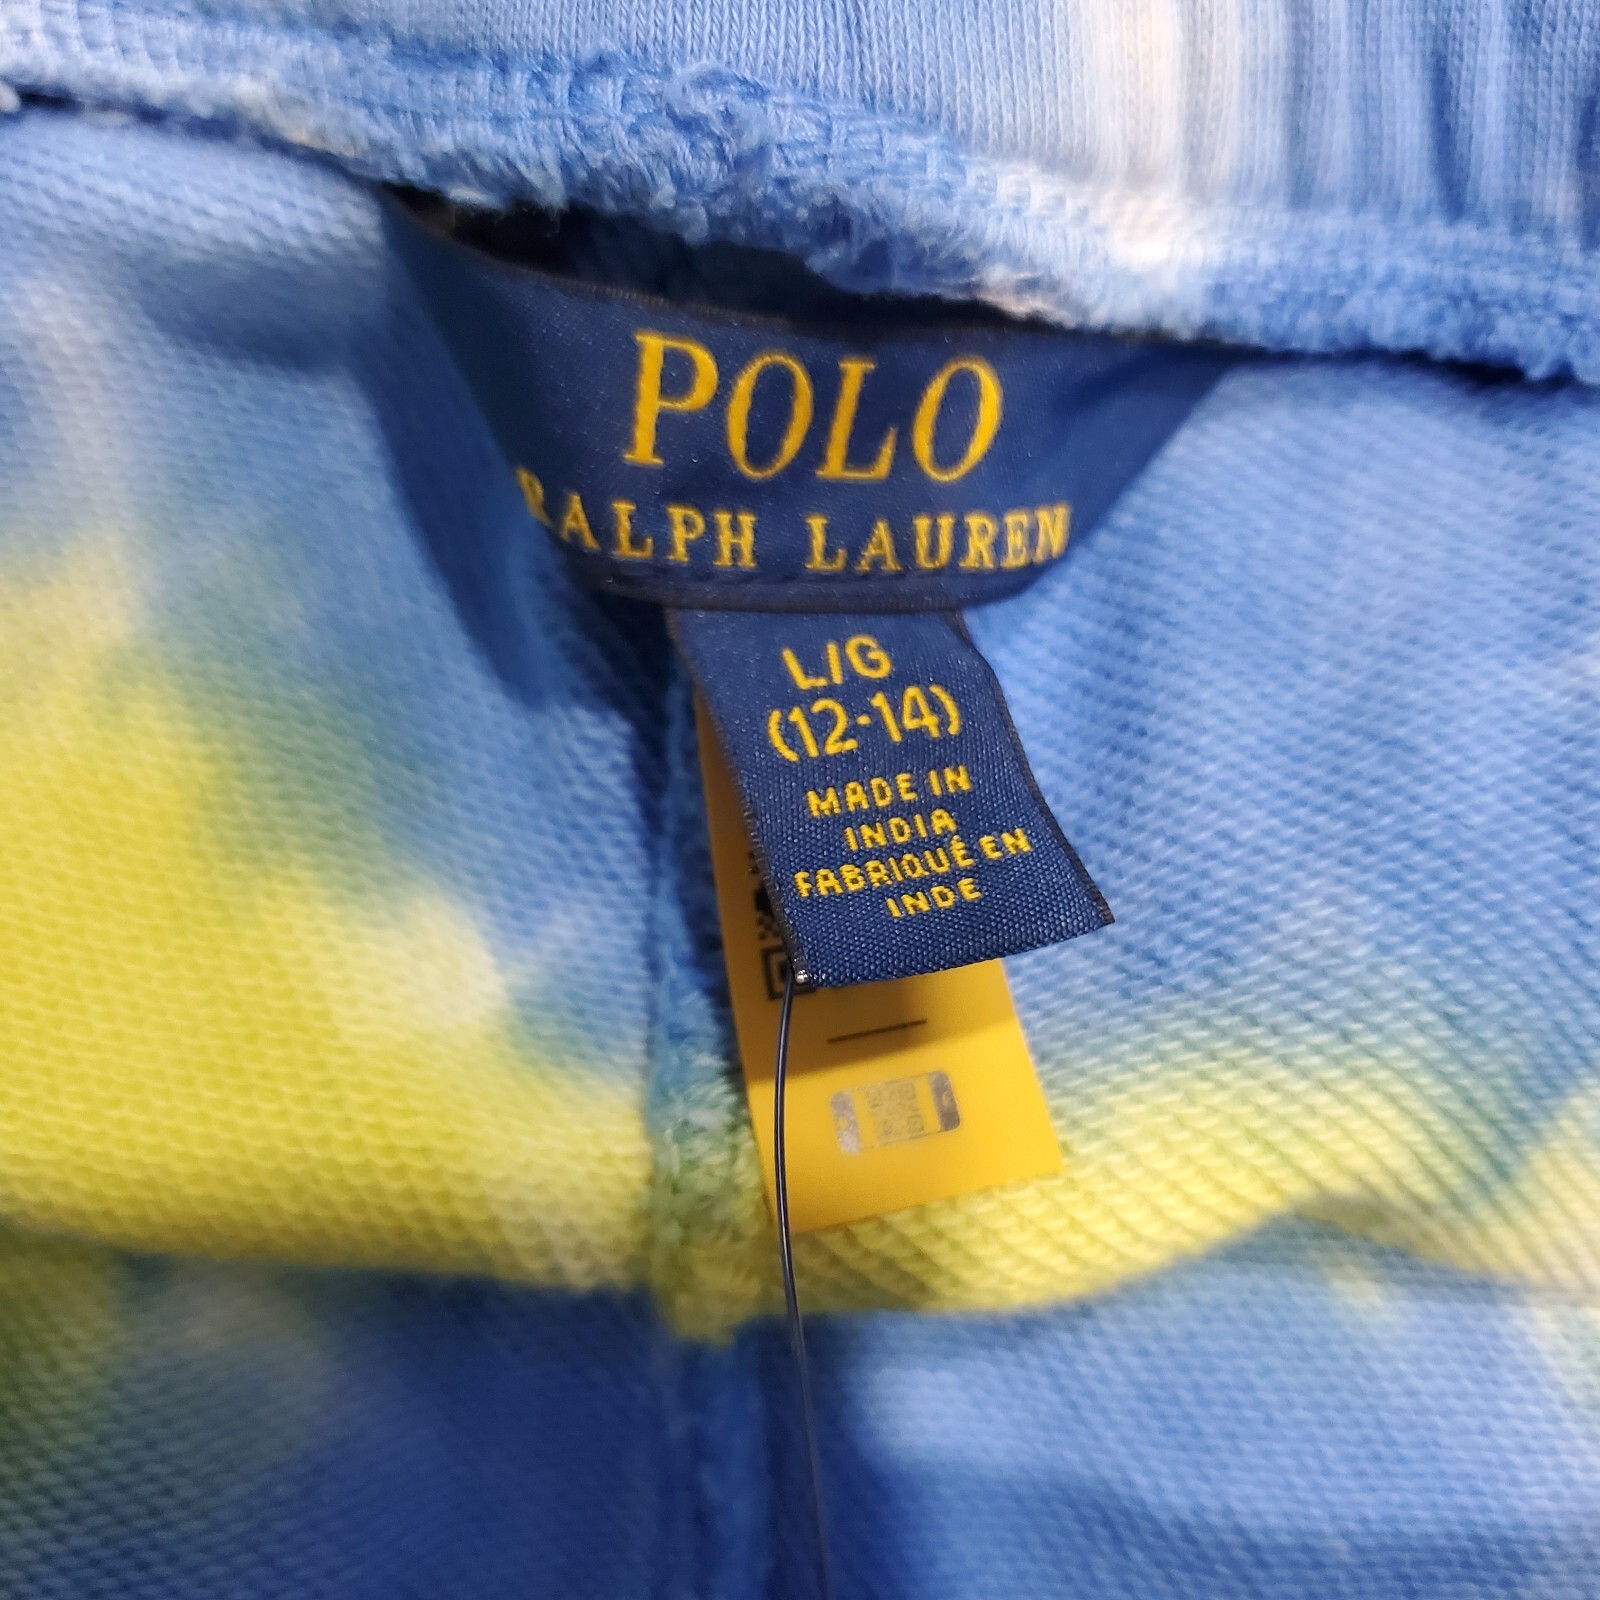 POLO
RALPH LAUREN
L/G
(12-14)
MADE IN
INDIA
FABRIQUÉ EN
INDE